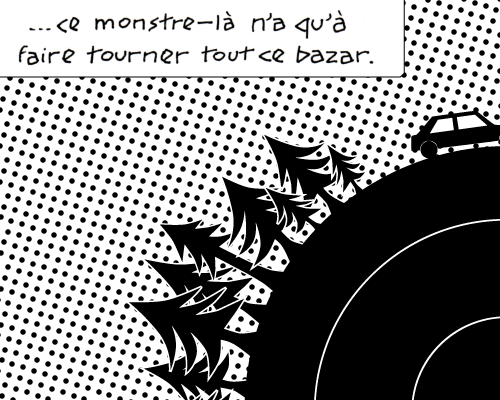 ...ce monstre-là n'a qu'à
faire tourner tout ce bazar.